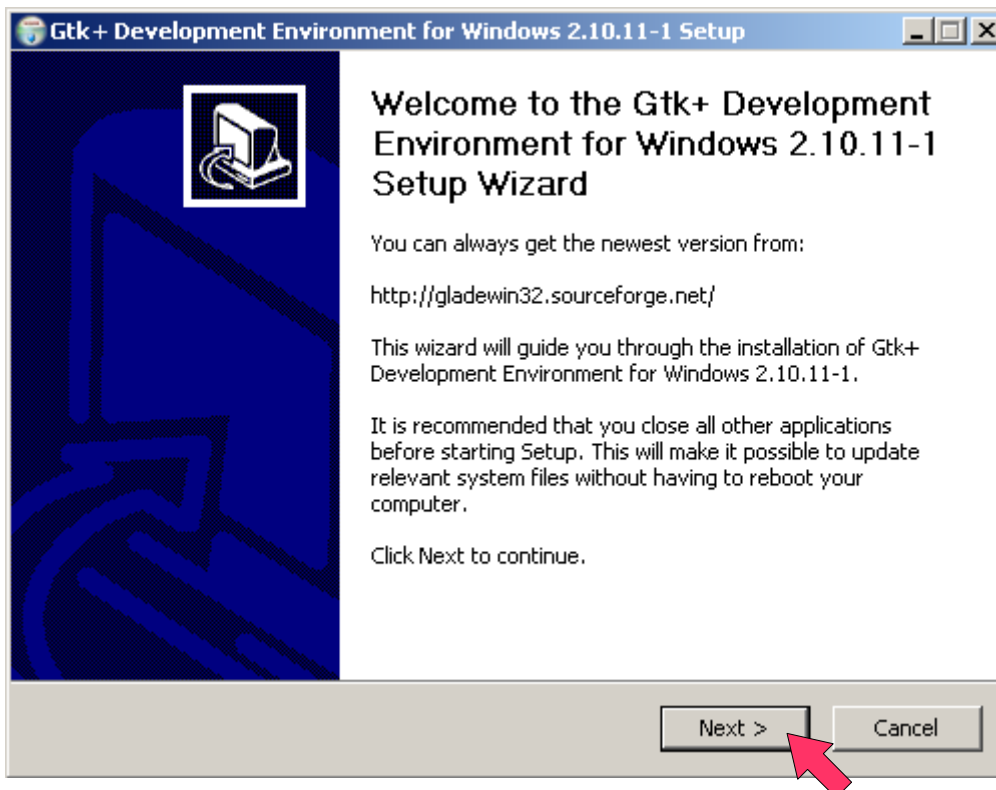 Gtk+ Development Environment for Windows 2.10.11-1 Setup
Welcome to the Gtk+ Development
Environment for Windows 2.10.11-1
Setup Wizard
You can always get the newest version from:
http://gladewin32.sourceforge.net/
This wizard will guide you through the installation of Gtk+
Development Environment for Windows 2.10.11-1.
It is recommended that you close all other applications
before starting Setup. This will make it possible to update
relevant system files without having to reboot your
computer.
Click Next to continue.
Next >
Cancel